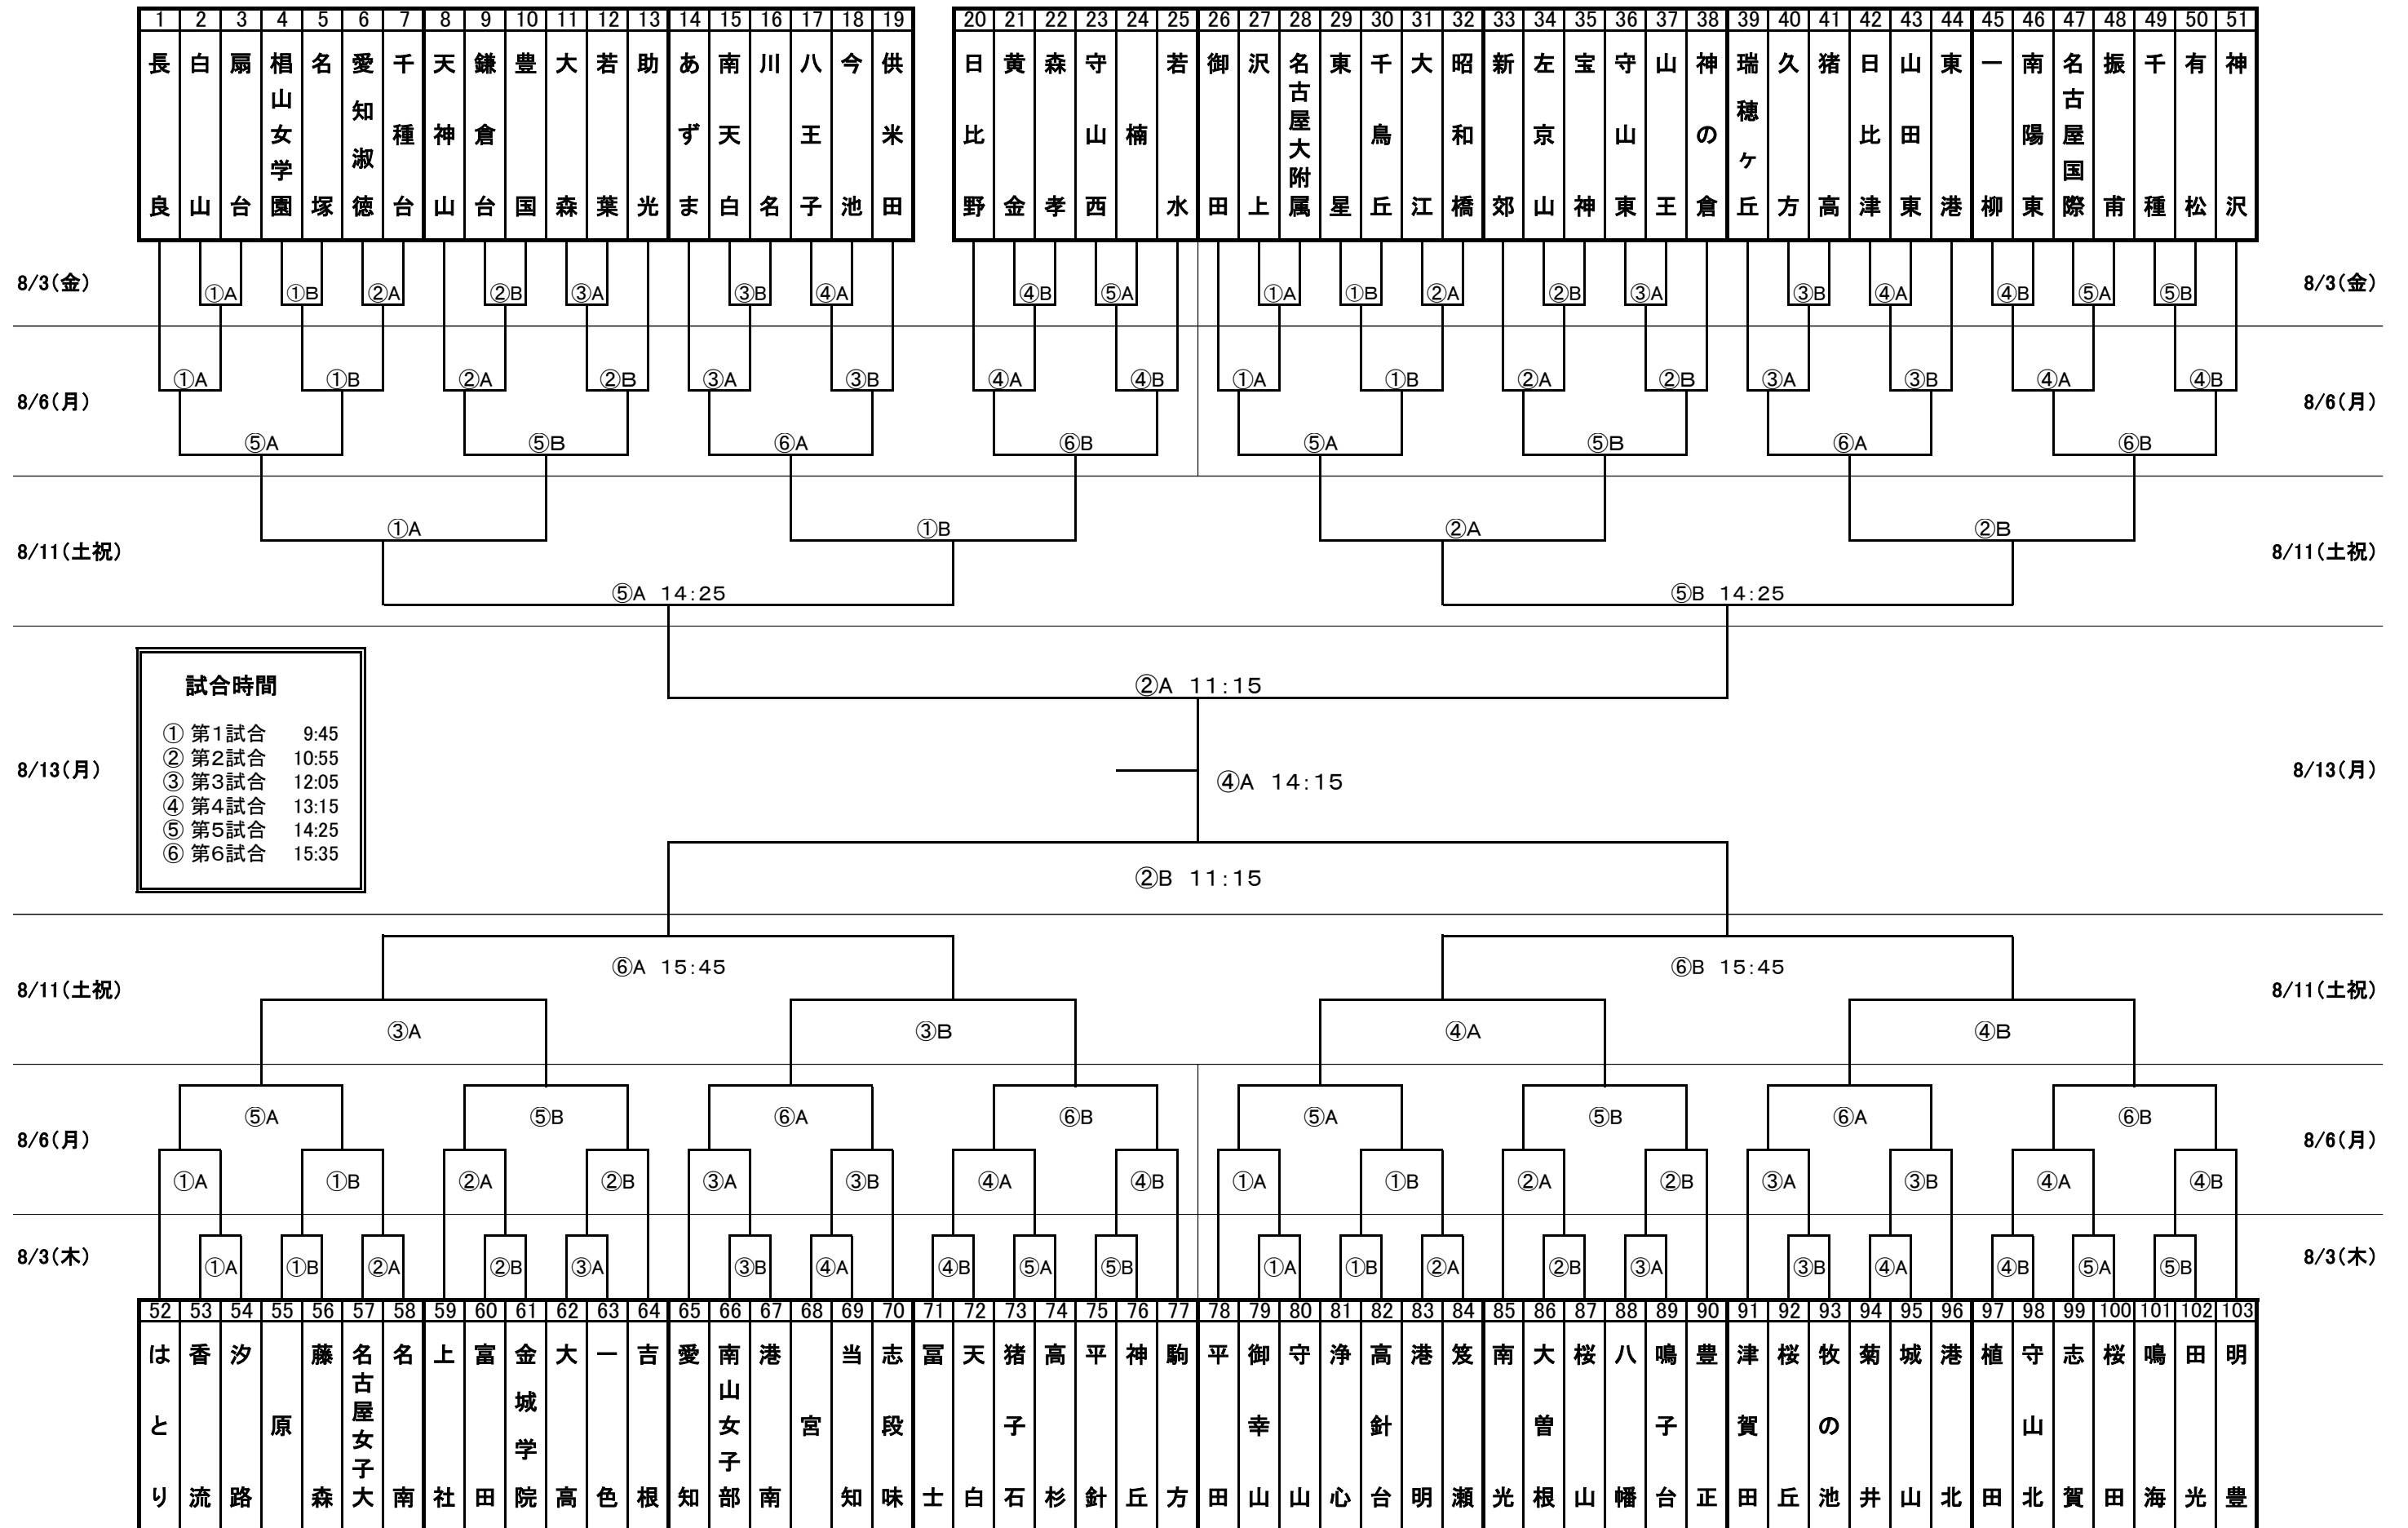 1 2 3 4 5 6 7 8 9 10 11 12 13 14 15 16 17 18 19 20 21 22 23 24 25 26 27 28 29 30 31 32 33 34 35 36 37 38 39 40 41 42 43 44 45 46 47 48 49 50 51
長良
白山
扇台
椙山女学園
名塚
愛知淑徳
千種台
天神山
鎌倉台
豊国
大森
若葉
助光
あずま
南天白
川名
八王子
今池
供米田
日比野
黄金
森孝
守山西
楠
若水
御田
沢上
名古屋大附属
東星
千鳥丘
大江
昭和橋
新郊
左京山
宝神
守山東
山王
神の倉
瑞穂ヶ丘
久方
猪高
日比津
山田東
東港
一柳
南陽東
名古屋国際
振甫
千種
有松
神沢
8/3(金) ①A ①B ②A ②B ③A ③B ④A ④B ⑤A ①A ①B ②A ②B ③A ③B ④A ④B ⑤A ⑤B 8/3(金)
①A ①B ②A ②B ③A ③B ④A ④B ①A ①B ②A ②B ③A ③B ④A ④B
8/6(月) 8/6(月)
⑤A ⑤B ⑥A ⑥B ⑤A ⑤B ⑥A ⑥B
①A ①B ②A ②B
8/11(土祝) 8/11(土祝)
⑤A 14:25 ⑤B 14:25
②A 11:15
試合時間
① 第1試合 9:45
② 第2試合 10:55
③ 第3試合 12:05
④ 第4試合 13:15
⑤ 第5試合 14:25
⑥ 第6試合 15:35
8/13(月) 8/13(月)
④A 14:15
②B 11:15
⑥A 15:45 ⑥B 15:45
8/11(土祝) 8/11(土祝)
③A ③B ④A ④B
⑤A ⑤B ⑥A ⑥B ⑤A ⑤B ⑥A ⑥B
8/6(月) 8/6(月)
①A ①B ②A ②B ③A ③B ④A ④B ①A ①B ②A ②B ③A ③B ④A ④B
8/3(木) ①A ①B ②A ②B ③A ③B ④A ④B ⑤A ⑤B ①A ①B ②A ②B ③A ③B ④A ④B ⑤A ⑤B 8/3(木)
52 53 54 55 56 57 58 59 60 61 62 63 64 65 66 67 68 69 70 71 72 73 74 75 76 77 78 79 80 81 82 83 84 85 86 87 88 89 90 91 92 93 94 95 96 97 98 99 100 101 102 103
はとり
香流
汐路
原
藤森
名古屋女子大
名南
上社
富田
金城学院
大高
一色
吉根
愛知
南山女子部
港南
宮
当知
志段味
冨士
天白
猪子石
高杉
平針
神丘
駒方
平田
御幸山
守山
浄心
高針台
港明
笈瀬
南光
大曽根
桜山
八幡
鳴子台
豊正
津賀田
桜丘
牧の池
菊井
城山
港北
植田
守山北
志賀
桜田
鳴海
田光
明豊